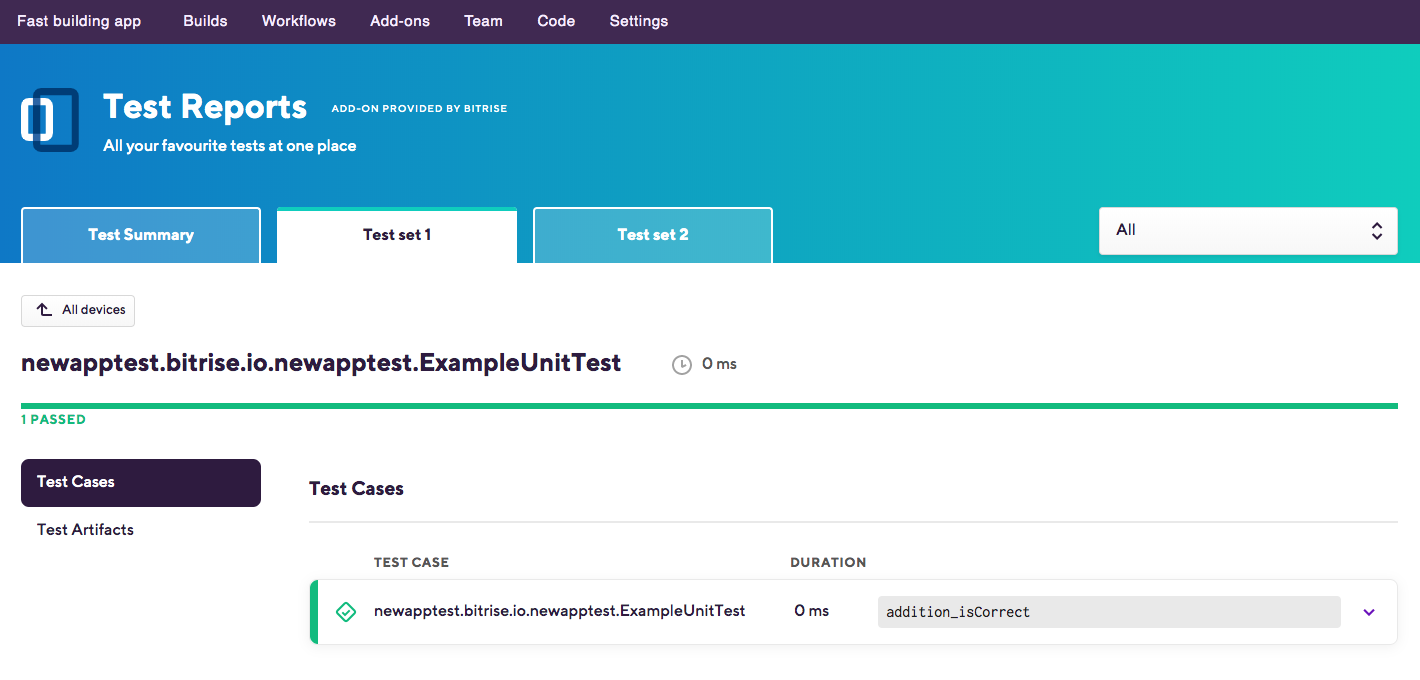 Fast building app Builds Workflows Add-ons Team Code Settings
Test Reports ADD-ON PROVIDED BY BITRISE
All your favourite tests at one place
Test Summary Test set 1 Test set 2 All
All devices
newapptest.bitrise.io.newapptest.ExampleUnitTest 0 ms
1 PASSED
Test Cases
Test Artifacts
Test Cases
TEST CASE DURATION
newapptest.bitrise.io.newapptest.ExampleUnitTest 0 ms addition_isCorrect